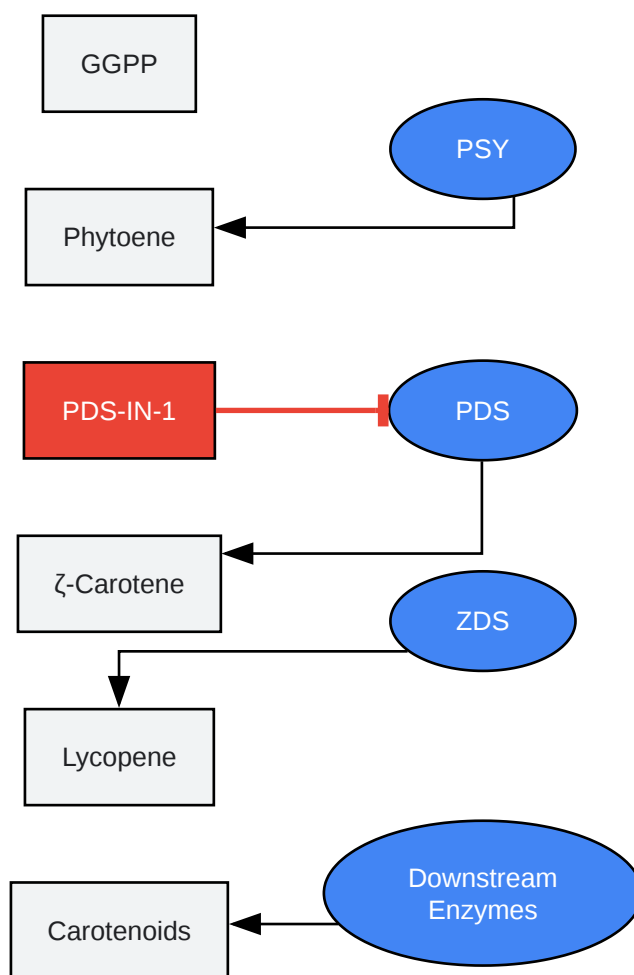 GGPP
PSY
Phytoene
PDS-IN-1
PDS
ζ-Carotene
ZDS
Lycopene
Downstream
Enzymes
Carotenoids